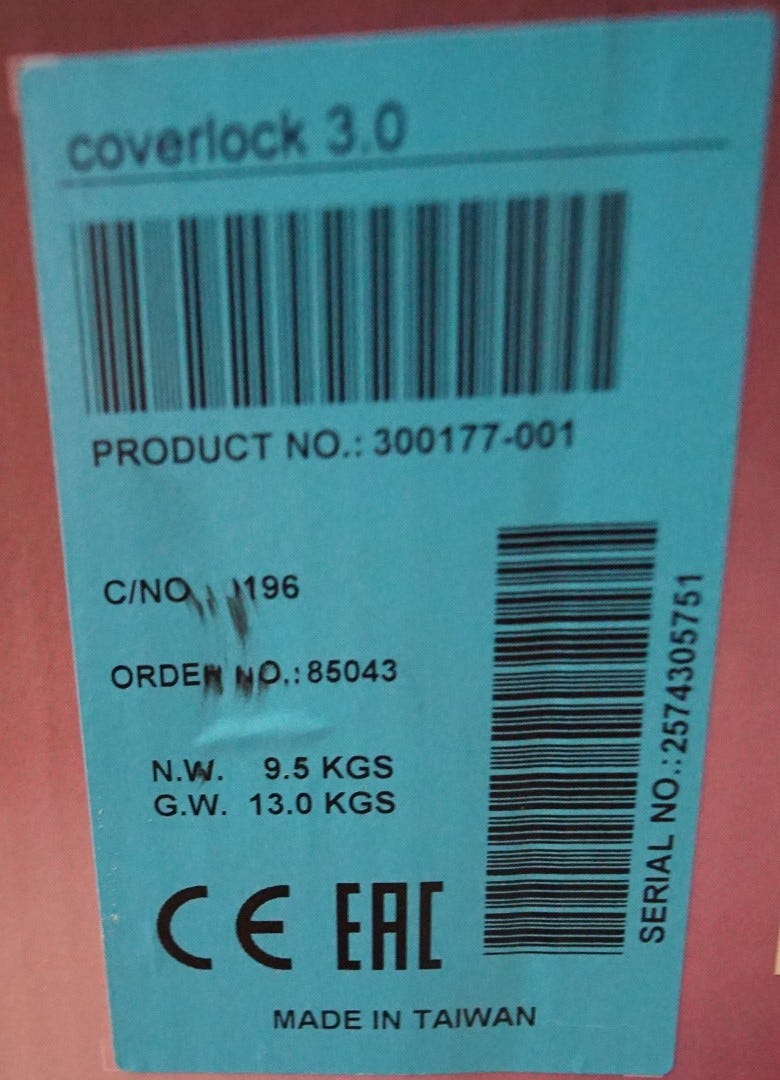 coverlock 3.0
PRODUCT NO.: 300177-001
C/NO
ORDER NO.:85043
N.W. 9.5 KGS
G.W. 13.0 KGS
CE EAC
MADE IN TAIWAN
SERIAL NO.:2574305751